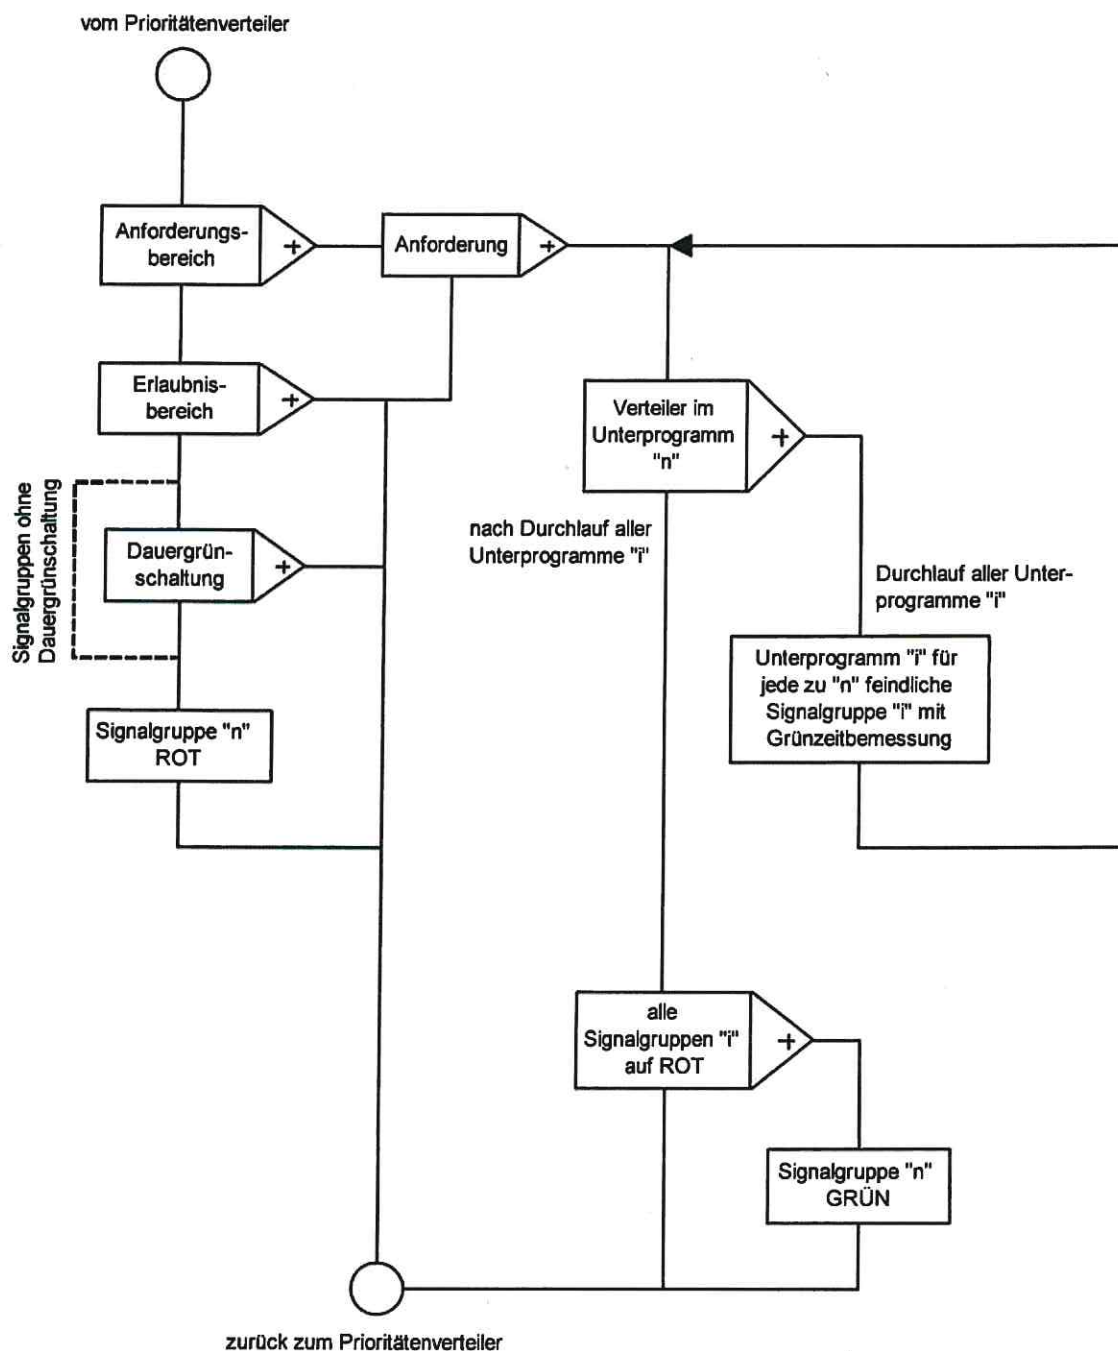 vom Prioritätenverteiler
Anforderungs-
bereich
+
Anforderung
+
Erlaubnis-
bereich
+
Verteiler im
Unterprogramm
"n"
+
Signalgruppen ohne
Dauergrünschaltung
Dauergrün-
schaltung
+
nach Durchlauf aller
Unterprogramme "i"
Durchlauf aller Unter-
programme "i"
Unterprogramm "i" für
jede zu "n" feindliche
Signalgruppe "i" mit
Grünzeitbemessung
Signalgruppe "n"
ROT
alle
Signalgruppen "i"
auf ROT
+
Signalgruppe "n"
GRÜN
zurück zum Prioritätenverteiler